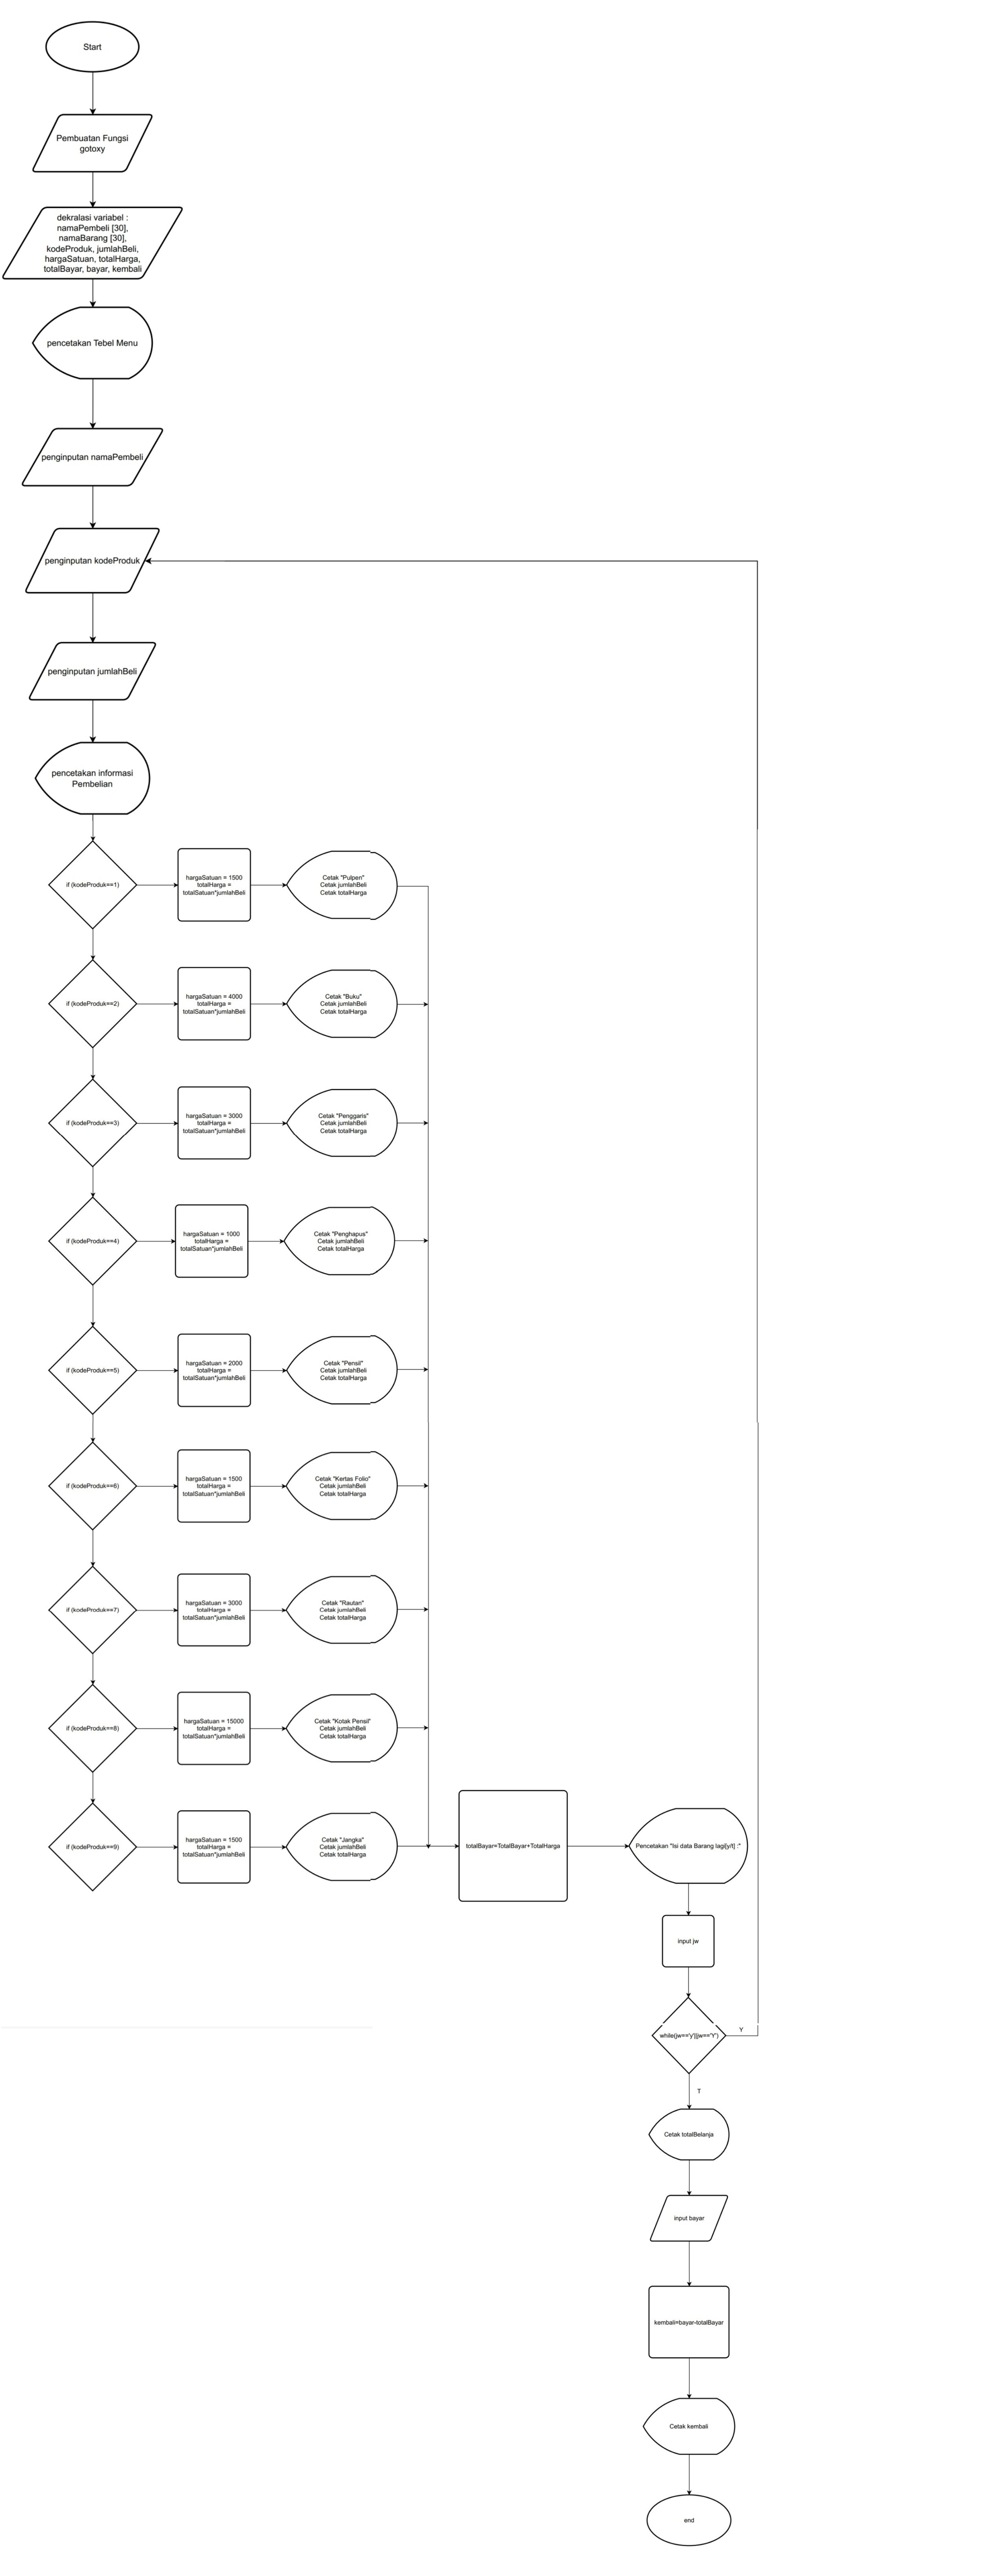 Start
Pembuatan Fungsi
gotoxy
dekralasi variabel :
namaPembeli [30],
namaBarang [30],
kodeProduk, jumlahBeli,
hargaSatuan, totalHarga,
totalBayar, bayar, kembali
pencetakan Tebel Menu
penginputan namaPembeli
penginputan kodeProduk
penginputan jumlahBeli
pencetakan informasi
Pembelian
if (kodeProduk==1)
hargaSatuan = 1500
totalHarga =
totalSatuan*jumlahBeli
Cetak "Pulpen"
Cetak jumlahBeli
Cetak totalHarga
if (kodeProduk==2)
hargaSatuan = 4000
totalHarga =
totalSatuan*jumlahBeli
Cetak "Buku"
Cetak jumlahBeli
Cetak totalHarga
if (kodeProduk==3)
hargaSatuan = 3000
totalHarga =
totalSatuan*jumlahBeli
Cetak "Penggaris"
Cetak jumlahBeli
Cetak totalHarga
if (kodeProduk==4)
hargaSatuan = 1000
totalHarga =
totalSatuan*jumlahBeli
Cetak "Penghapus"
Cetak jumlahBeli
Cetak totalHarga
if (kodeProduk==5)
hargaSatuan = 2000
totalHarga =
totalSatuan*jumlahBeli
Cetak "Pensil"
Cetak jumlahBeli
Cetak totalHarga
if (kodeProduk==6)
hargaSatuan = 1500
totalHarga =
totalSatuan*jumlahBeli
Cetak "Kertas Folio"
Cetak jumlahBeli
Cetak totalHarga
if (kodeProduk==7)
hargaSatuan = 3000
totalHarga =
totalSatuan*jumlahBeli
Cetak "Rautan"
Cetak jumlahBeli
Cetak totalHarga
if (kodeProduk==8)
hargaSatuan = 15000
totalHarga =
totalSatuan*jumlahBeli
Cetak "Kotak Pensil"
Cetak jumlahBeli
Cetak totalHarga
if (kodeProduk==9)
hargaSatuan = 1500
totalHarga =
totalSatuan*jumlahBeli
Cetak "Jangka"
Cetak jumlahBeli
Cetak totalHarga
totalBayar=TotalBayar+TotalHarga
Pencetakan "Isi data Barang lagi[y/t] :"
input jw
while(jw=='y'||jw=='Y')
Y
T
Cetak totalBelanja
input bayar
kembali=bayar-totalBayar
Cetak kembali
end